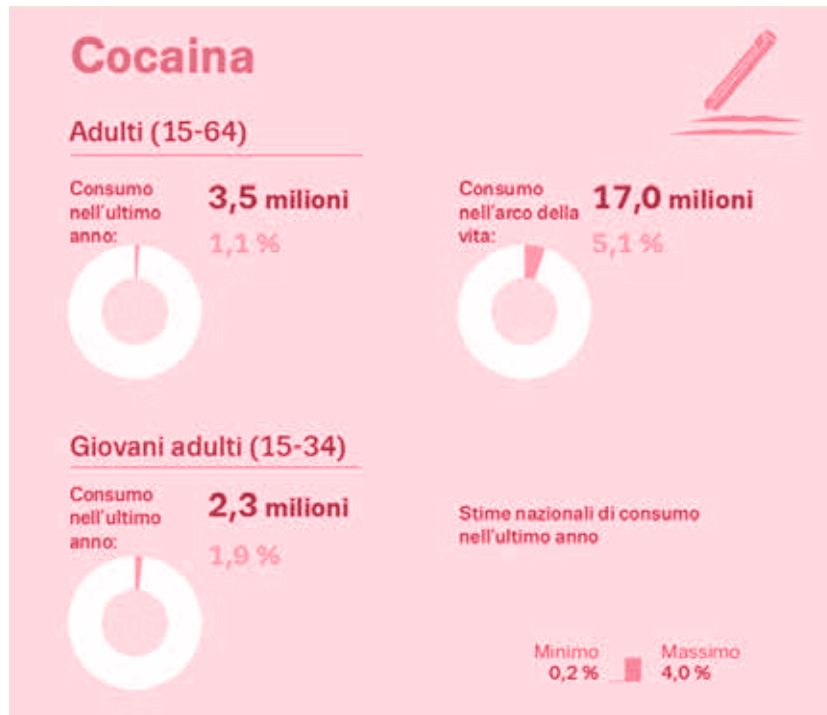 Cocaina
Adulti (15-64)
Consumo
nell'ultimo
anno:
3,5 milioni
1,1 %
Consumo
nell'arco della
vita:
17,0 milioni
5,1 %
Giovani adulti (15-34)
Consumo
nell'ultimo
anno:
2,3 milioni
1,9 %
Stime nazionali di consumo
nell'ultimo anno
Minimo
0,2 %
Massimo
4,0 %